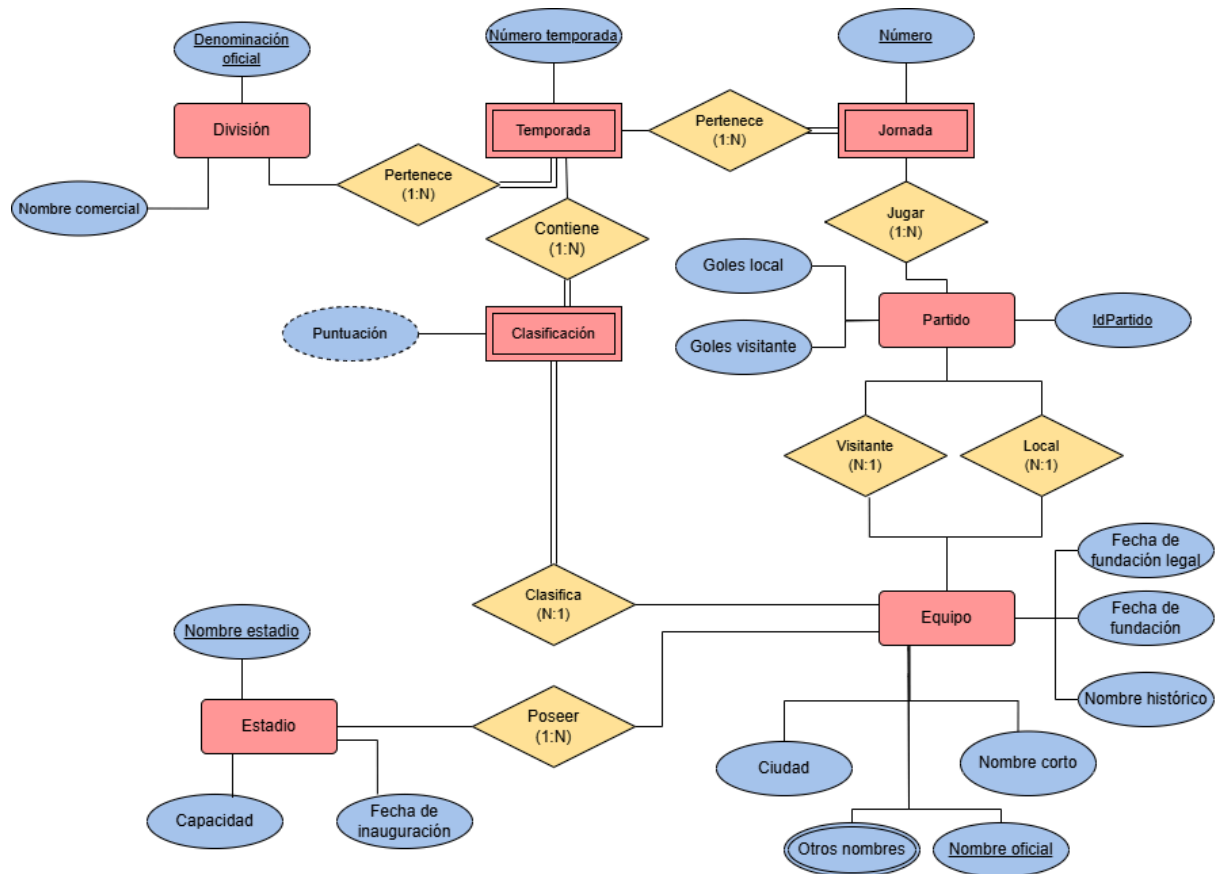 Denominación
oficial
Número temporada
Número
División
Temporada
Pertenece
(1:N)
Jornada
Pertenece
(1:N)
Nombre comercial
Contiene
(1:N)
Jugar
(1:N)
Goles local
Puntuación
Clasificación
Partido
IdPartido
Goles visitante
Visitante
(N:1)
Local
(N:1)
Fecha de
fundación legal
Clasifica
(N:1)
Equipo
Fecha de
fundación
Nombre estadio
Nombre histórico
Estadio
Poseer
(1:N)
Ciudad
Nombre corto
Capacidad
Fecha de
inauguración
Otros nombres
Nombre oficial